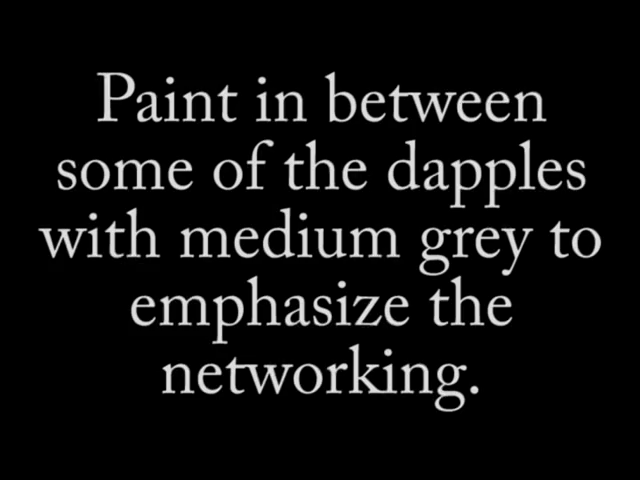 Paint in between
some of the dapples
with medium grey to
emphasize the
networking.